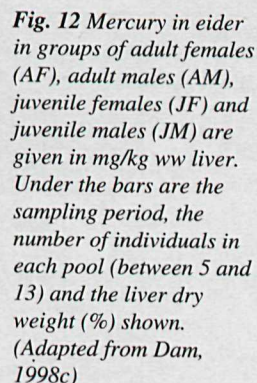 Fig. 12 Mercury in eider
in groups of adult females
(AF), adult males (AM),
juvenile females (JF) and
juvenile males (JM) are
given in mg/kg ww liver.
Under the bars are the
sampling period, the
number of individuals in
each pool (between 5 and
13) and the liver dry
weight (%) shown.
(Adapted from Dam,
1998c)